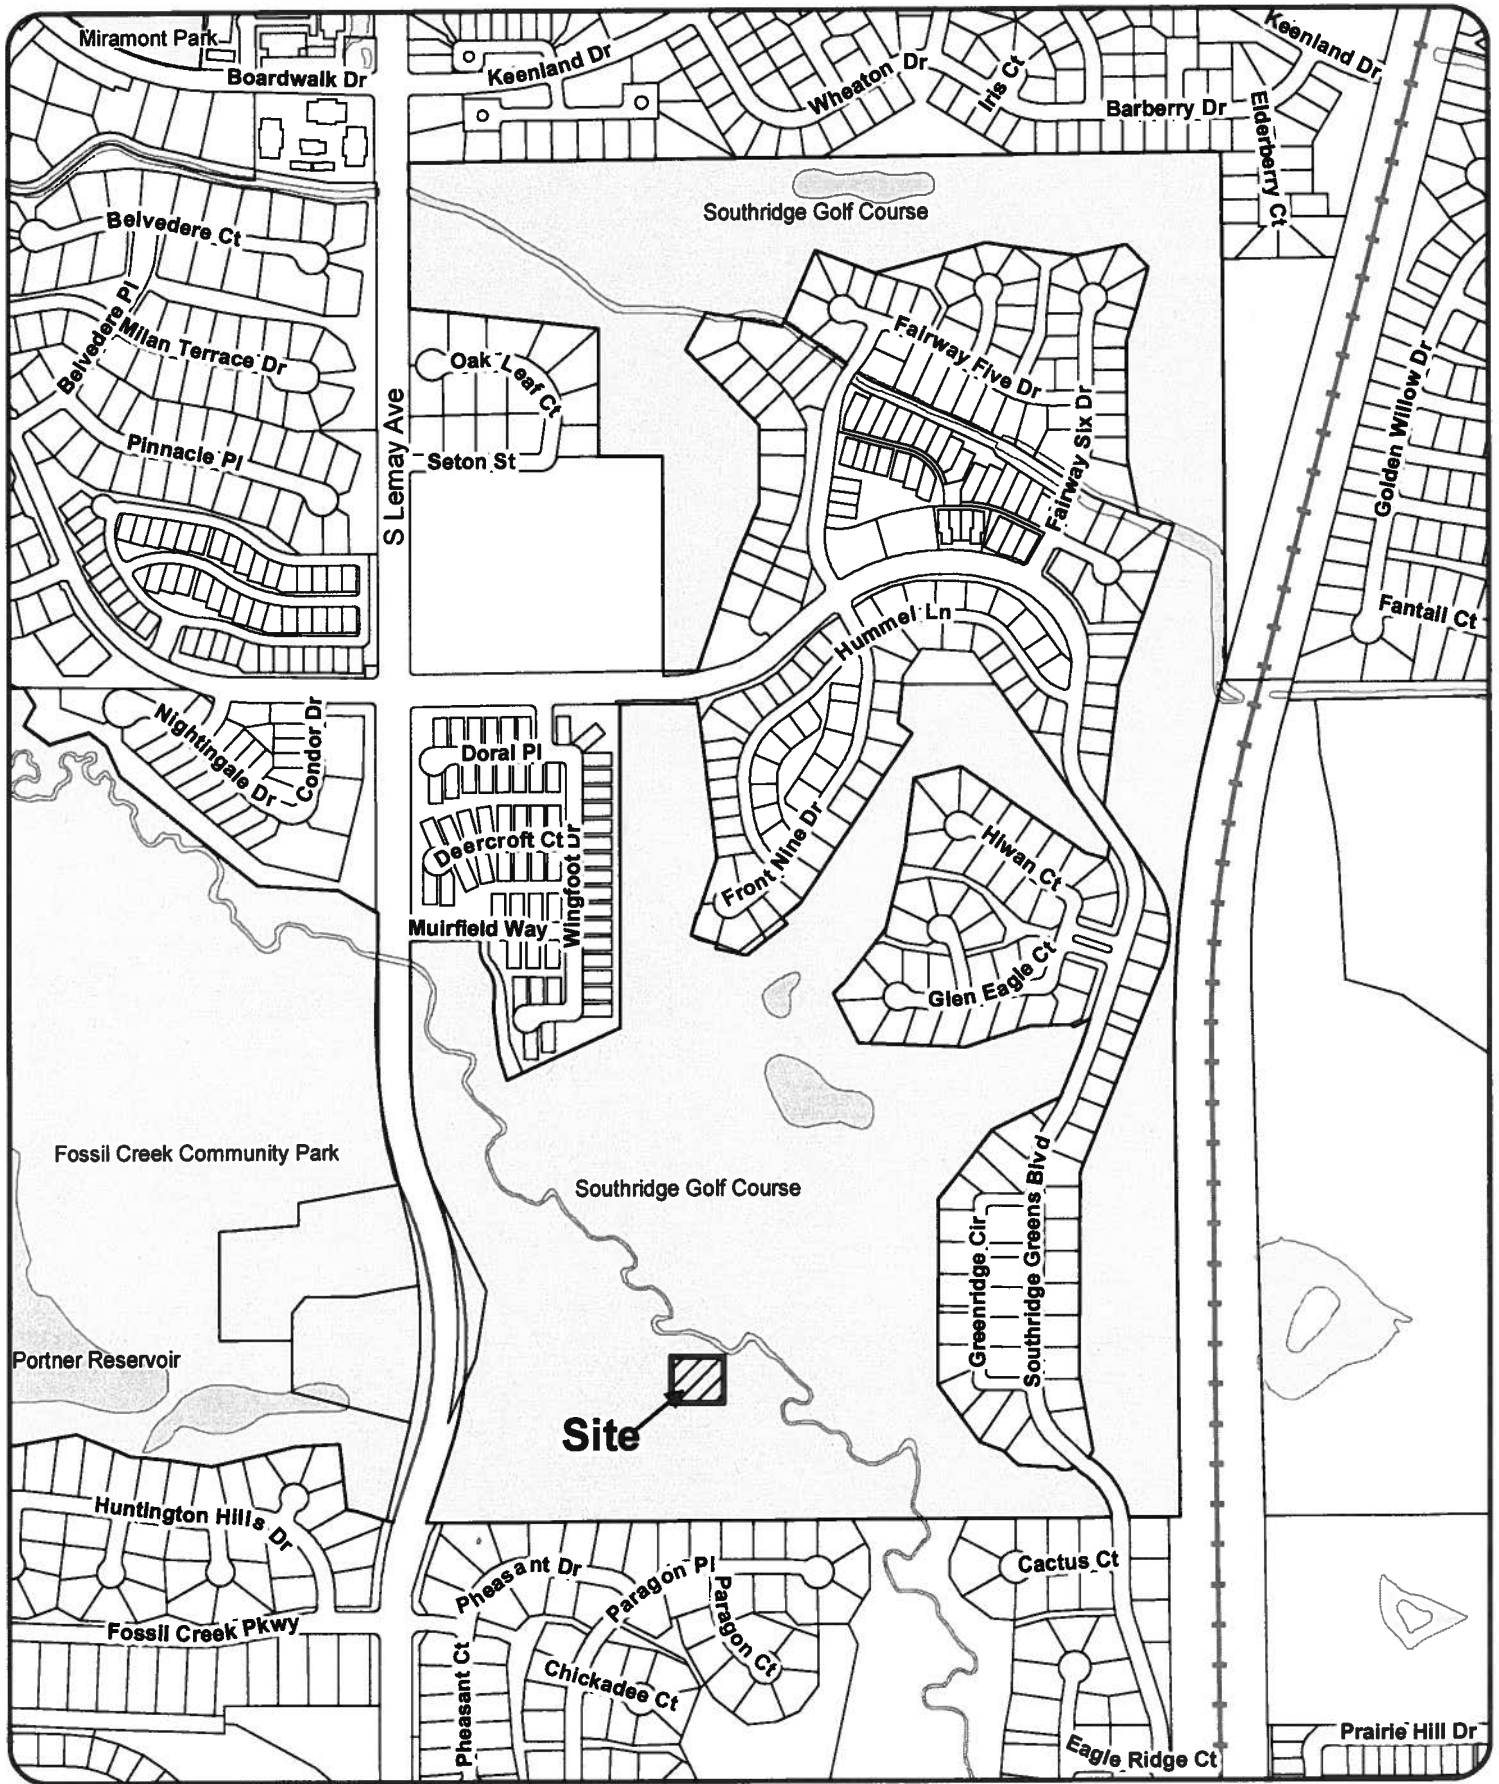 Miramont Park
Boardwalk Dr
Keenland Dr
Wheaton Dr
Iris Ct
Barberry Dr
Keenland Dr
Elderberry Ct
Southridge Golf Course
Belvedere Ct
Belvedere Pl
Milan Terrace Dr
Oak Leaf Ct
Fairway Five Dr
Fairway Six Dr
Golden Willow Dr
S Lemay Ave
Pinnacle Pl
Seton St
Fantail Ct
Hummel Ln
Nightingale Dr
Condor Dr
Doral Pl
Deercroft Ct
Wingfoot Dr
Muirfield Way
Front Nine Dr
Hiwan Ct
Glen Eagle Ct
Fossil Creek Community Park
Southridge Golf Course
Greenridge Cir
Southridge Greens Blvd
Portner Reservoir
Site
Huntington Hills Dr
Pheasant Dr
Paragon Pl
Paragon Ct
Cactus Ct
Fossil Creek Pkwy
Pheasant Ct
Chickadee Ct
Eagle Ridge Ct
Prairie Hill Dr